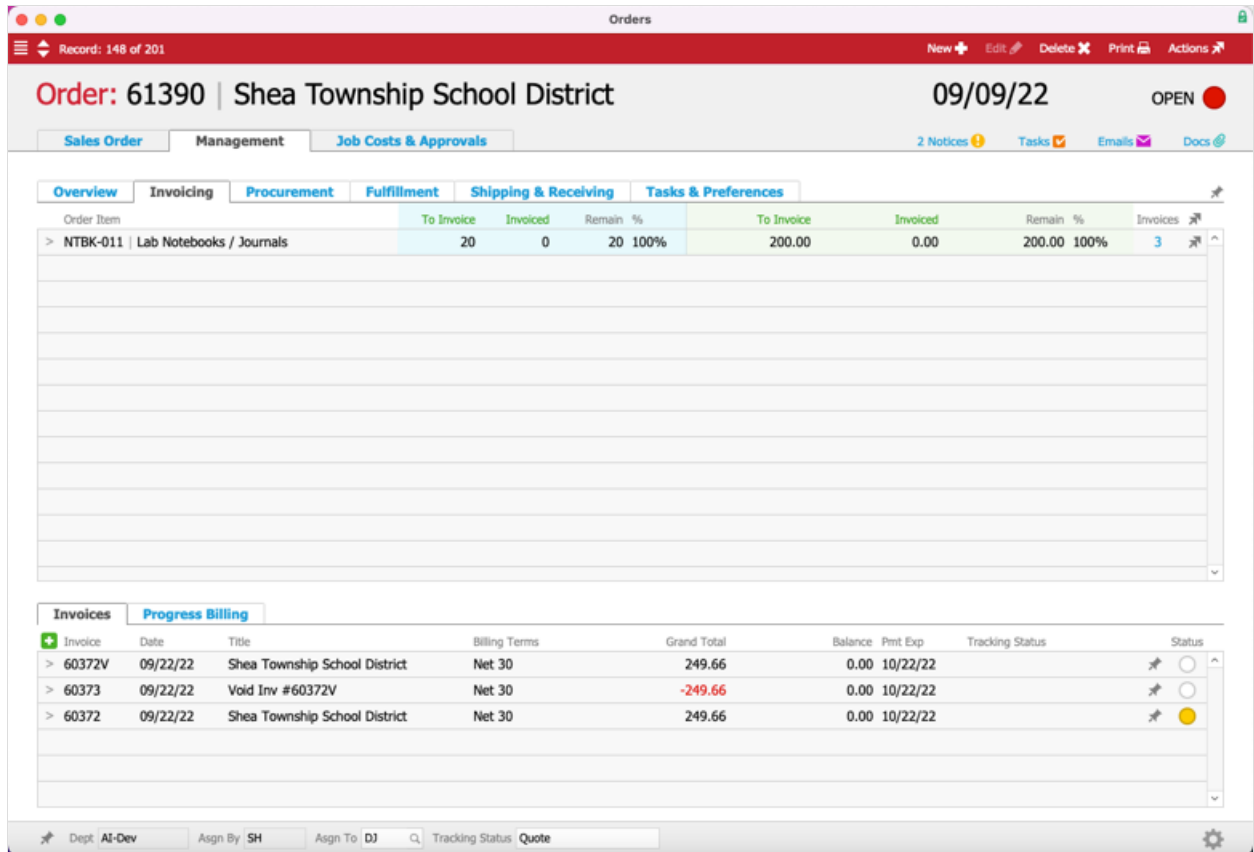 Orders
Record: 148 of 201 New Edit Delete Print Actions
Order: 61390 | Shea Township School District 09/09/22 OPEN
Sales Order Management Job Costs & Approvals 2 Notices Tasks Emails Docs
Overview Invoicing Procurement Fulfillment Shipping & Receiving Tasks & Preferences
Order Item To Invoice Invoiced Remain % To Invoice Invoiced Remain % Invoices
> NTBK-011 | Lab Notebooks / Journals 20 0 20 100% 200.00 0.00 200.00 100% 3
Invoices Progress Billing
Invoice Date Title Billing Terms Grand Total Balance Pmt Exp Tracking Status Status
> 60372V 09/22/22 Shea Township School District Net 30 249.66 0.00 10/22/22
> 60373 09/22/22 Void Inv #60372V Net 30 -249.66 0.00 10/22/22
> 60372 09/22/22 Shea Township School District Net 30 249.66 0.00 10/22/22
Dept AI-Dev Asgn By SH Asgn To DJ Tracking Status Quote